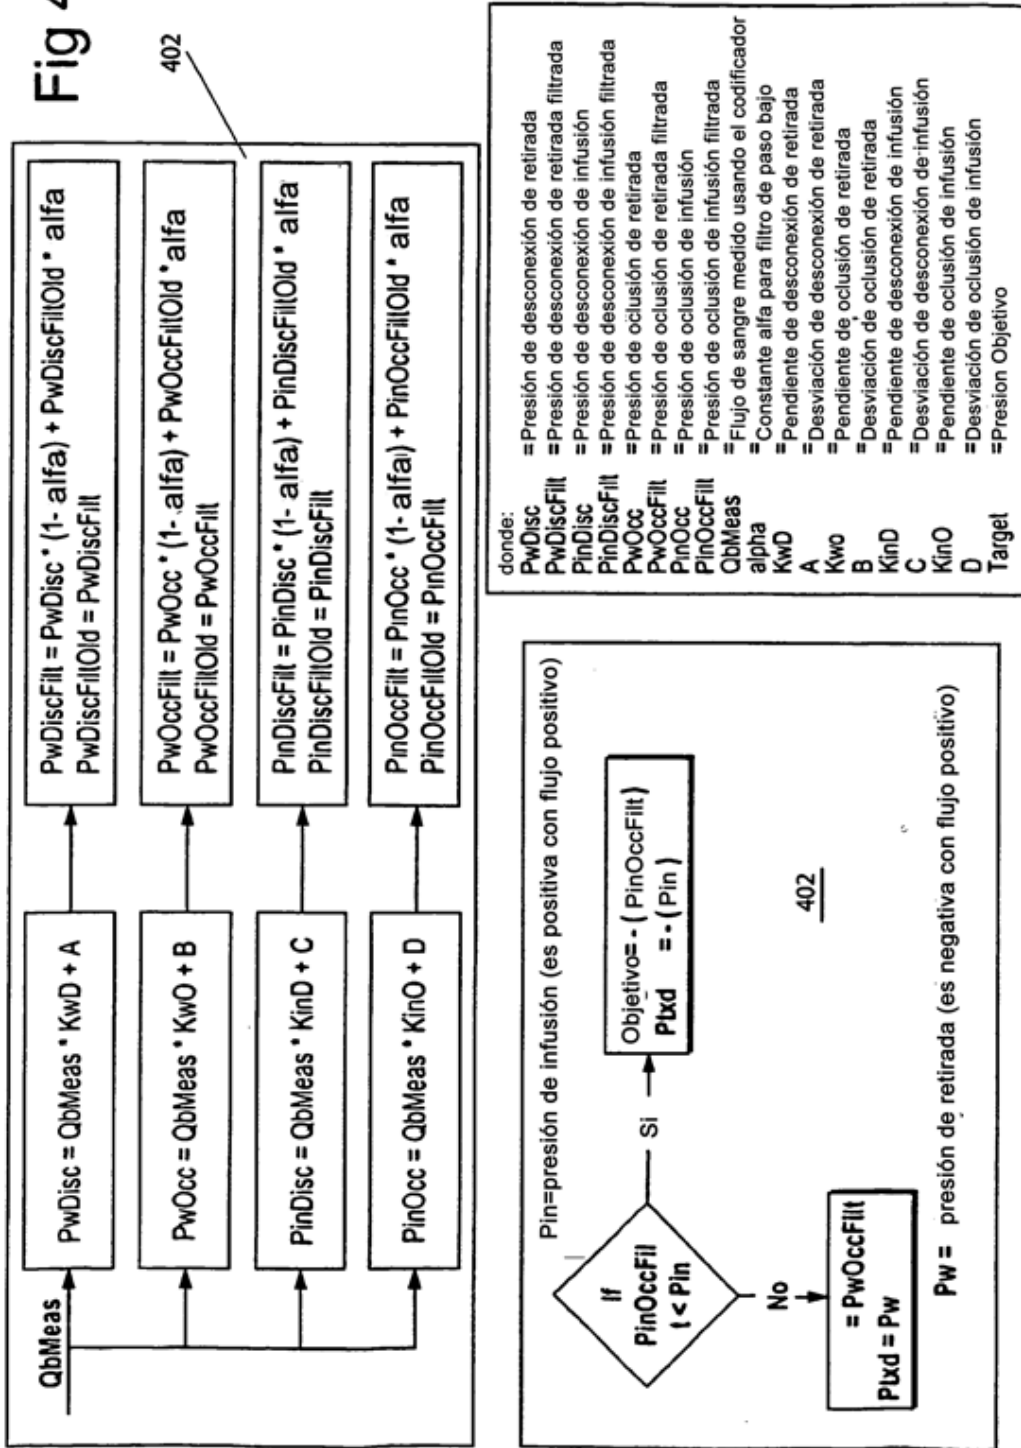 Fig 4
402
QbMeas
PwDisc = QbMeas * KwD + A
PwDiscFilt = PwDisc * (1- alfa) + PwDiscFiltOld * alfa
PwDiscFiltOld = PwDiscFilt
PwOcc = QbMeas * KwO + B
PwOccFilt = PwOcc * (1- alfa) + PwOccFiltOld * alfa
PwOccFiltOld = PwOccFilt
PinDisc = QbMeas * KinD + C
PinDiscFilt = PinDisc * (1- alfa) + PinDiscFiltOld * alfa
PinDiscFiltOld = PinDiscFilt
PinOcc = QbMeas * KinO + D
PinOccFilt = PinOcc * (1- alfa) + PinOccFiltOld * alfa
PinOccFiltOld = PinOccFilt
Pin=presión de infusión (es positiva con flujo positivo)
If
PinOccFil
t < Pin
Si
Objetivo= - ( PinOccFilt)
Ptxd = - ( Pin )
No
= PwOccFilt
Ptxd = Pw
402
Pw = presión de retirada (es negativa con flujo positivo)
donde:
PwDisc =Presión de desconexión de retirada
PwDiscFilt =Presión de desconexión de retirada filtrada
PinDisc =Presión de desconexión de infusión
PinDiscFilt =Presión de desconexión de infusión filtrada
PwOcc =Presión de oclusión de retirada
PwOccFilt =Presión de oclusión de retirada filtrada
PinOcc =Presión de oclusión de infusión
PinOccFilt =Presion de oclusión de infusión filtrada
QbMeas =Flujo de sangre medido usando el codificador
alpha =Constante alfa para filtro de paso bajo
KwD =Pendiente de desconexión de retirada
A =Desviación de desconexión de retirada
Kwo =Pendiente de oclusión de retirada
B =Desviación de oclusión de retirada
KinD =Pendiente de desconexión de infusión
C =Desviación de desconexión de infusión
KinO =Pendiente de oclusión de infusión
D =Desviación de oclusión de infusión
Target =Presion Objetivo